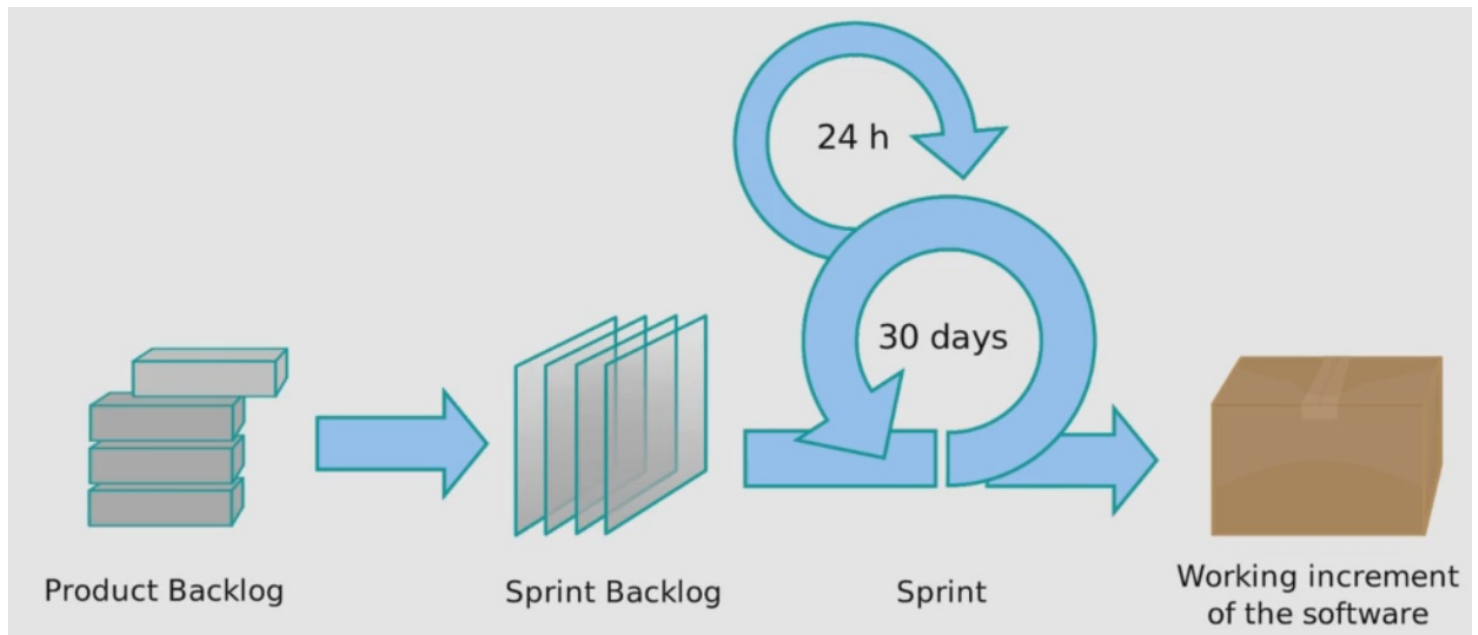 24 h
30 days
Product Backlog
Sprint Backlog
Sprint
Working increment
of the software